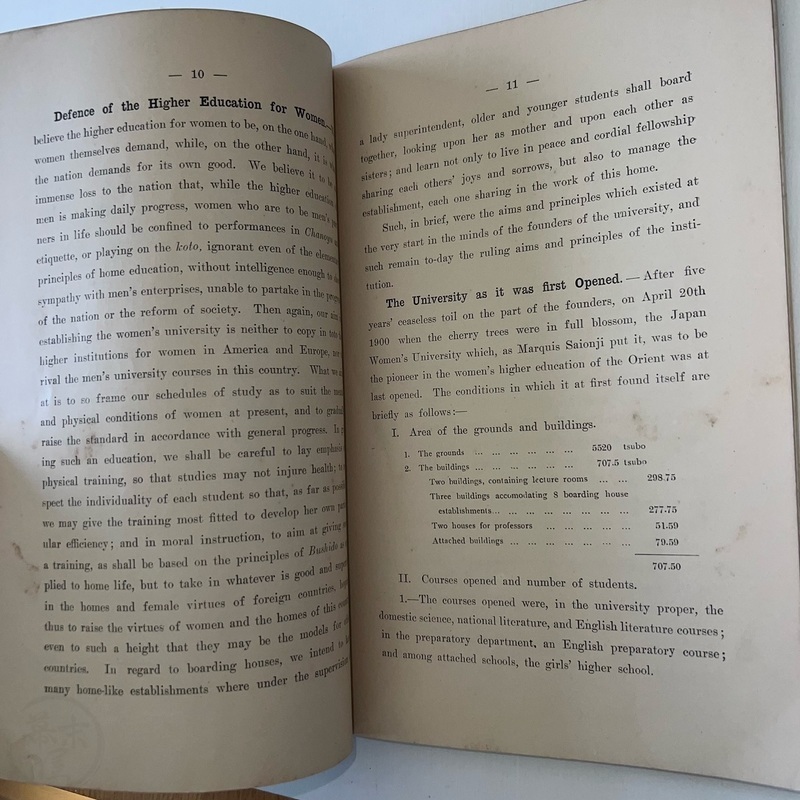 — 10 —
Defence of the Higher Education for Women.—
believe the higher education for women to be, on the one hand,
women themselves demand, while, on the other hand, it is
the nation demands for its own good. We believe it to be
immense loss to the nation that, while the higher education
men is making daily progress, women who are to be men's
ners in life should be confined to performances in Chanoyu
etiquette, or playing on the koto, ignorant even of the elemen
principles of home education, without intelligence enough to
sympathy with men's enterprises, unable to partake in the
of the nation or the reform of society. Then again, our
establishing the women's university is neither to copy in
higher institutions for women in America and Europe,
rival the men's university courses in this country. What we
at is to so frame our schedules of study as to suit the
and physical conditions of women at present, and to
raise the standard in accordance with general progress.
ing such an education, we shall be careful to lay
physical training, so that studies may not injure health;
spect the individuality of each student so that, as far as
we may give the training most fitted to develop her own
ular efficiency; and in moral instruction, to aim at giving
a training, as shall be based on the principles of Bushido
plied to home life, but to take in whatever is good and
in the homes and female virtues of foreign countries,
thus to raise the virtues of women and the homes of this
even to such a height that they may be the models for
countries. In regard to boarding houses, we intend to
many home-like establishments where under the supervision
— 11 —
a lady superintendent, older and younger students shall board
together, looking upon her as mother and upon each other as
sisters; and learn not only to live in peace and cordial fellowship
sharing each others' joys and sorrows, but also to manage the
establishment, each one sharing in the work of this home.
Such, in brief, were the aims and principles which existed at
the very start in the minds of the founders of the university, and
such remain to-day the ruling aims and principles of the insti-
tution.
The University as it was first Opened.—After five
years' ceaseless toil on the part of the founders, on April 20th
1900 when the cherry trees were in full blossom, the Japan
Women's University which, as Marquis Saionji put it, was to be
the pioneer in the women's higher education of the Orient was at
last opened. The conditions in which it at first found itself are
briefly as follows:—
I. Area of the grounds and buildings.
1. The grounds ... ... ... ... ... ... ... 5520 tsubo
2. The buildings ... ... ... ... ... ... ... 707.5 tsubo
Two buildings, containing lecture rooms ... ... 298.75
Three buildings accomodating 8 boarding house
establishments... ... ... ... ... ... ... 277.75
Two houses for professors ... ... ... ... ... 51.59
Attached buildings ... ... ... ... ... ... 79.59
707.50
II. Courses opened and number of students.
1.—The courses opened were, in the university proper, the
domestic science, national literature, and English literature courses;
in the preparatory department, an English preparatory course;
and among attached schools, the girls' higher school.